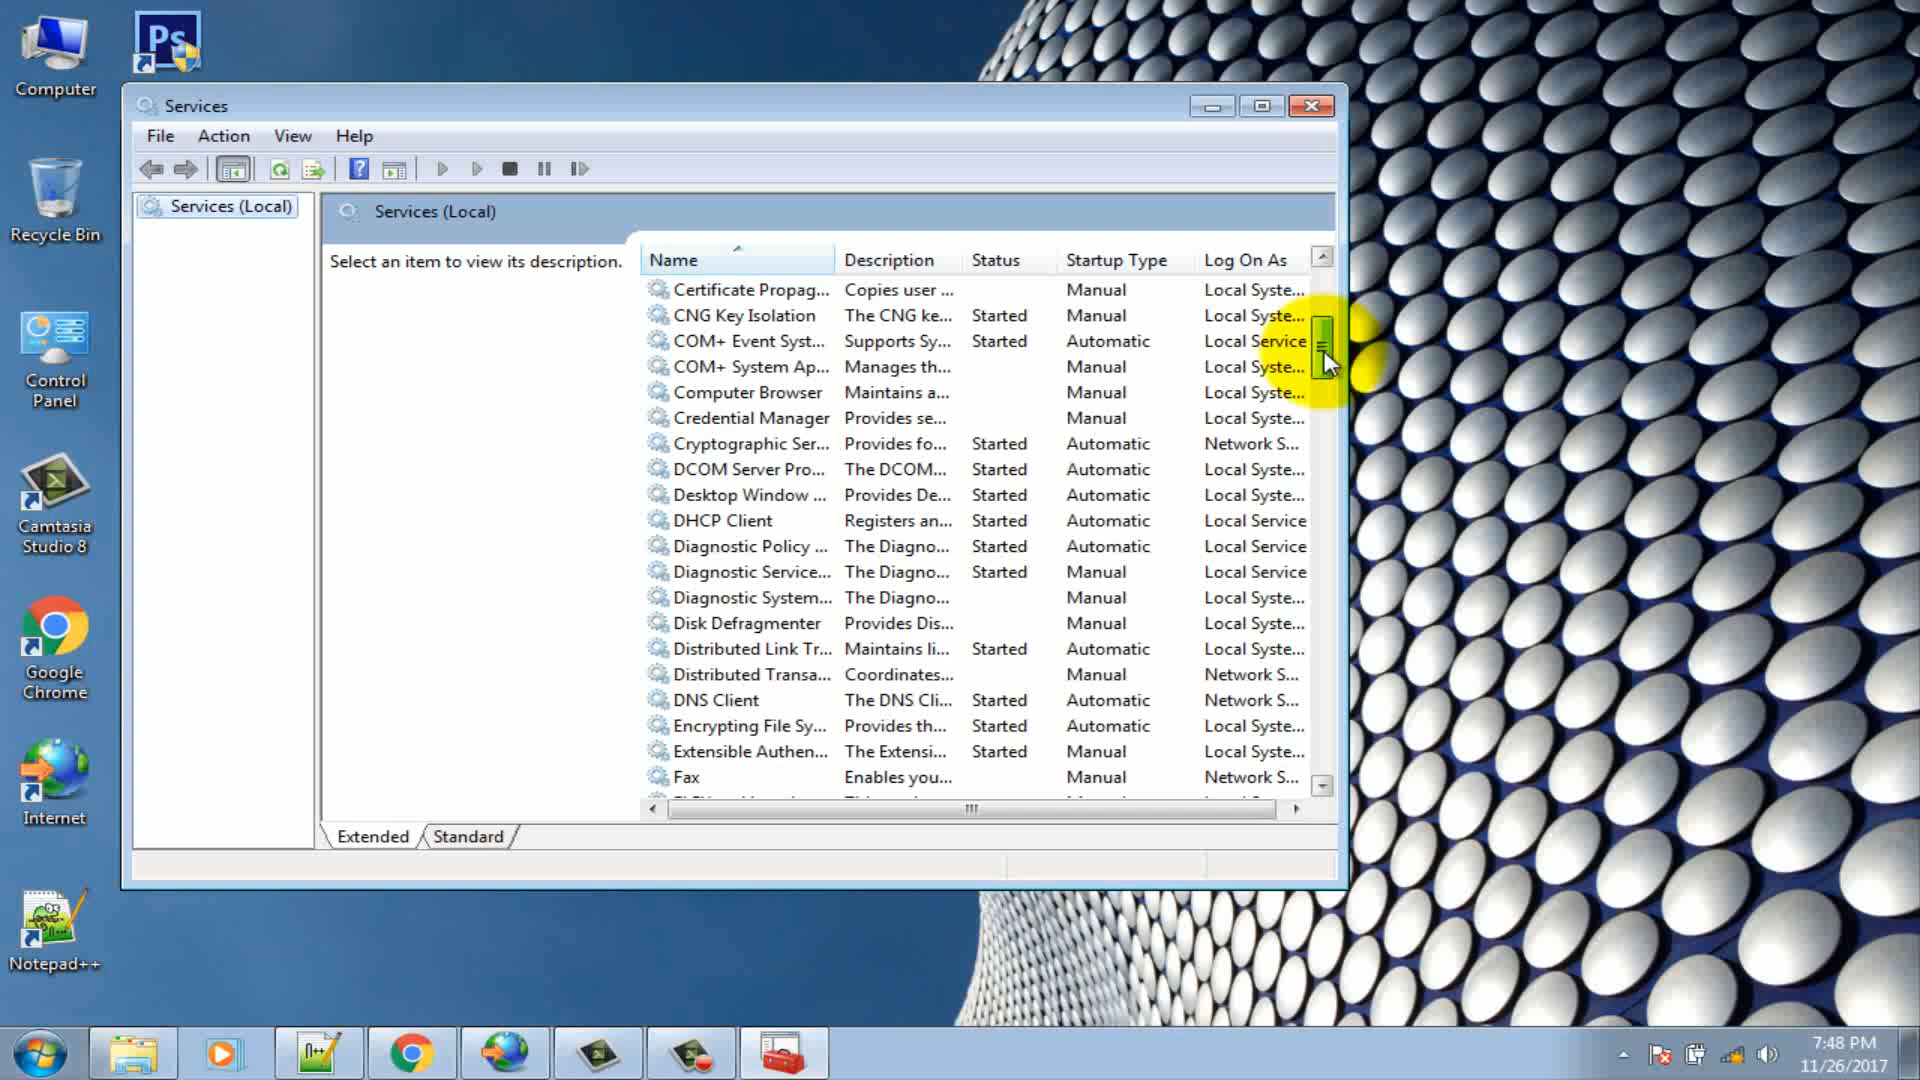 Computer
Ps
Recycle Bin
Control
Panel
Camtasia
Studio 8
Google
Chrome
Internet
Notepad++
Services
File Action View Help
Services (Local)
Services (Local)
Select an item to view its description.
Name Description Status Startup Type Log On As
Certificate Propag... Copies user ... Manual Local Syste...
CNG Key Isolation The CNG ke... Started Manual Local Syste...
COM+ Event Syst... Supports Sy... Started Automatic Local Service
COM+ System Ap... Manages th... Manual Local Syste...
Computer Browser Maintains a... Manual Local Syste...
Credential Manager Provides se... Manual Local Syste...
Cryptographic Ser... Provides fo... Started Automatic Network S...
DCOM Server Pro... The DCOM... Started Automatic Local Syste...
Desktop Window ... Provides De... Started Automatic Local Syste...
DHCP Client Registers an... Started Automatic Local Service
Diagnostic Policy ... The Diagno... Started Automatic Local Service
Diagnostic Service... The Diagno... Started Manual Local Service
Diagnostic System... The Diagno... Manual Local Syste...
Disk Defragmenter Provides Dis... Manual Local Syste...
Distributed Link Tr... Maintains li... Started Automatic Local Syste...
Distributed Transa... Coordinates... Manual Network S...
DNS Client The DNS Cli... Started Automatic Network S...
Encrypting File Sy... Provides th... Started Automatic Local Syste...
Extensible Authen... The Extensi... Started Manual Local Syste...
Fax Enables you... Manual Network S...
Extended Standard
7:48 PM
11/26/2017